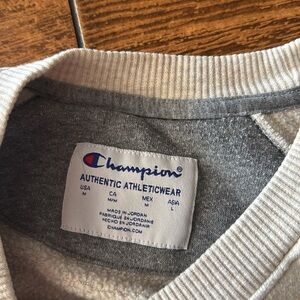 Champion
AUTHENTIC ATHLETICWEAR
USA CA MEX ASIA
M M/M M L
MADE IN JORDAN
FABRIQUÉ EN JORDANIE
HECHO EN JORDANIA
CHAMPION.COM